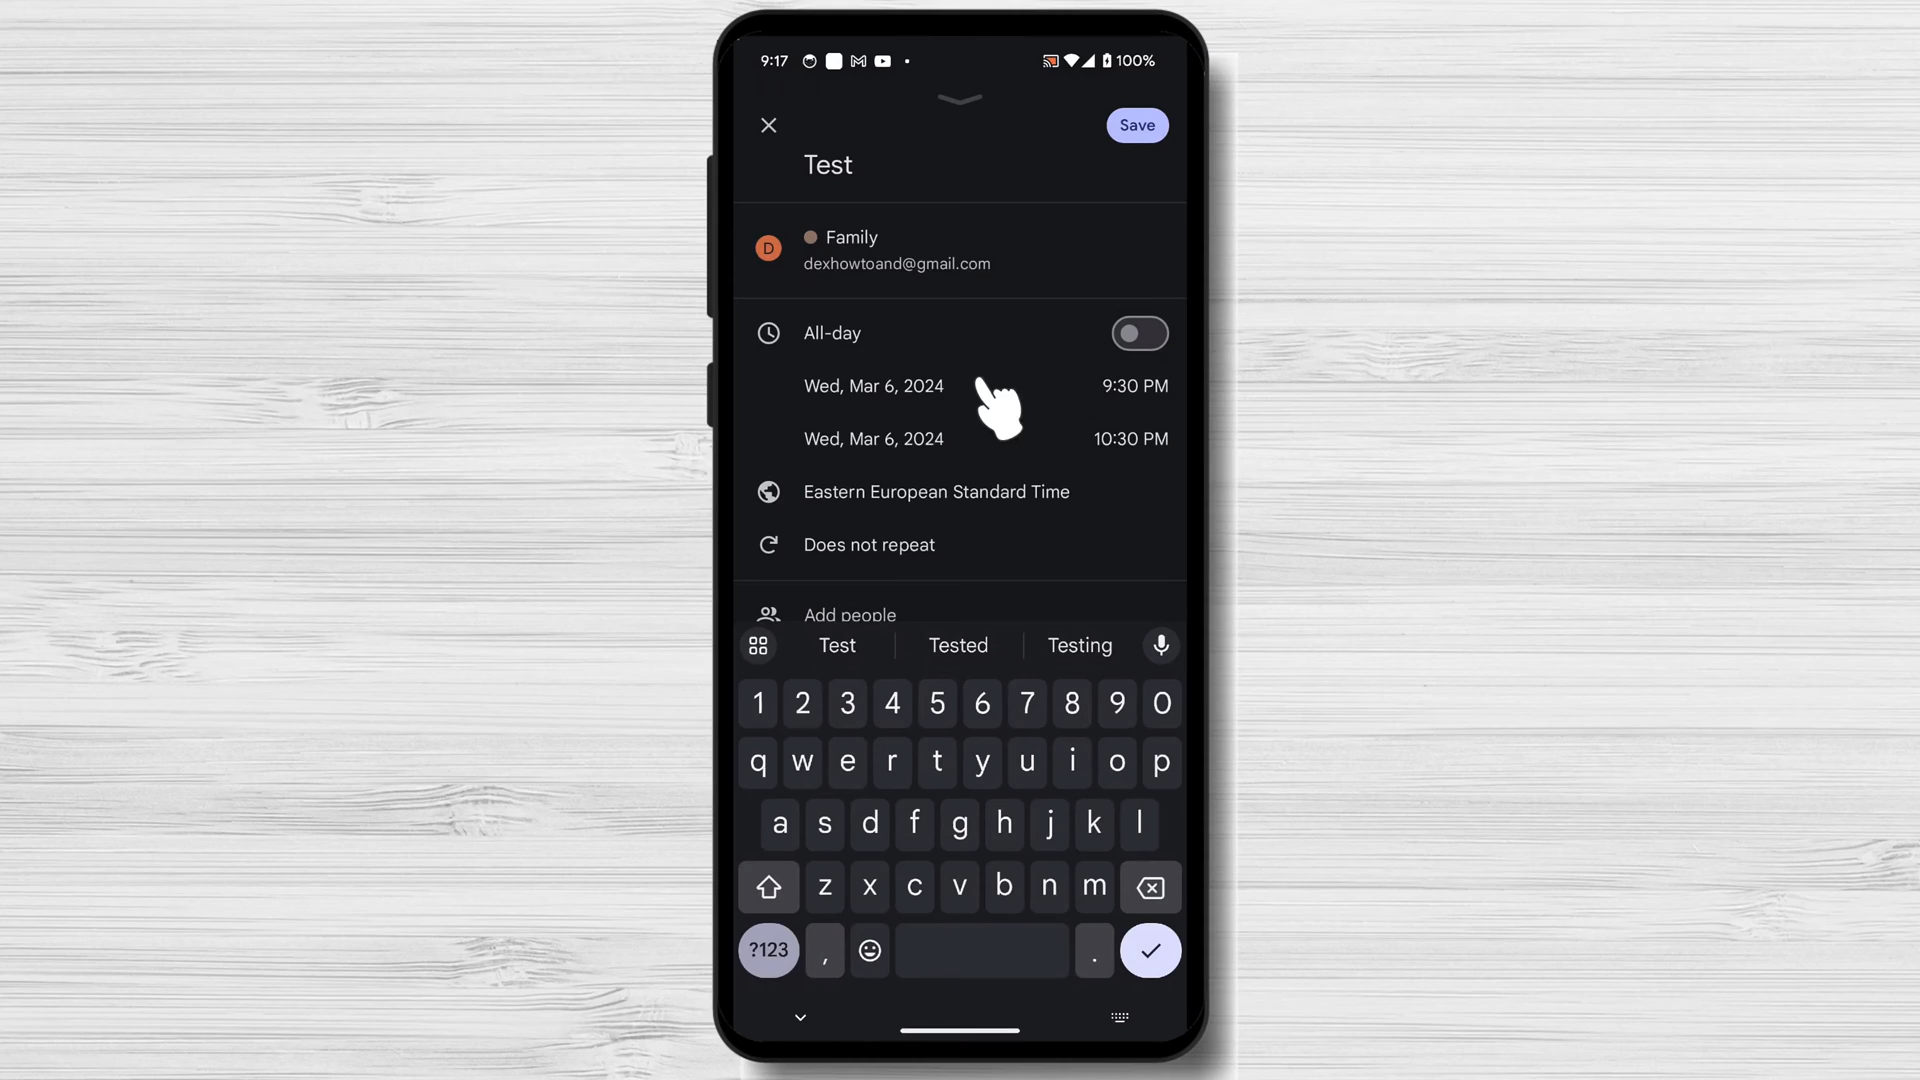 9:17 100%
Save
Test
D Family
dexhowtoand@gmail.com
All-day
Wed, Mar 6, 2024 9:30 PM
Wed, Mar 6, 2024 10:30 PM
Eastern European Standard Time
Does not repeat
Add people
Test Tested Testing
1 2 3 4 5 6 7 8 9 0
q w e r t y u i o p
a s d f g h j k l
z x c v b n m
?123 , .